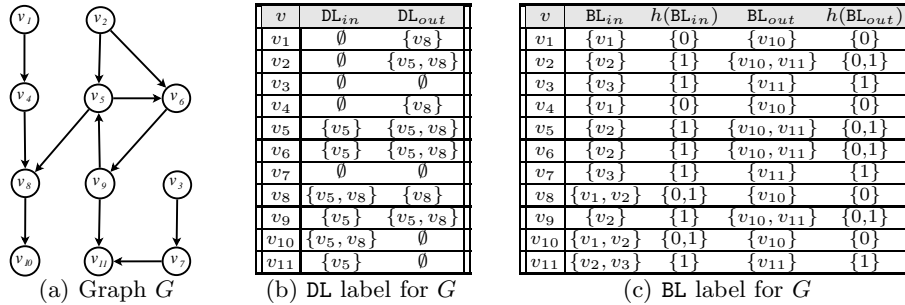 v1 v2
v4 v5 v6
v8 v9 v3
v10 v11 v7
(a) Graph G
v DLin DLout
v1 ∅ {v8}
v2 ∅ {v5, v8}
v3 ∅ ∅
v4 ∅ {v8}
v5 {v5} {v5, v8}
v6 {v5} {v5, v8}
v7 ∅ ∅
v8 {v5, v8} {v8}
v9 {v5} {v5, v8}
v10 {v5, v8} ∅
v11 {v5} ∅
(b) DL label for G
v BLin h(BLin) BLout h(BLout)
v1 {v1} {0} {v10} {0}
v2 {v2} {1} {v10, v11} {0,1}
v3 {v3} {1} {v11} {1}
v4 {v1} {0} {v10} {0}
v5 {v2} {1} {v10, v11} {0,1}
v6 {v2} {1} {v10, v11} {0,1}
v7 {v3} {1} {v11} {1}
v8 {v1, v2} {0,1} {v10} {0}
v9 {v2} {1} {v10, v11} {0,1}
v10 {v1, v2} {0,1} {v10} {0}
v11 {v2, v3} {1} {v11} {1}
(c) BL label for G